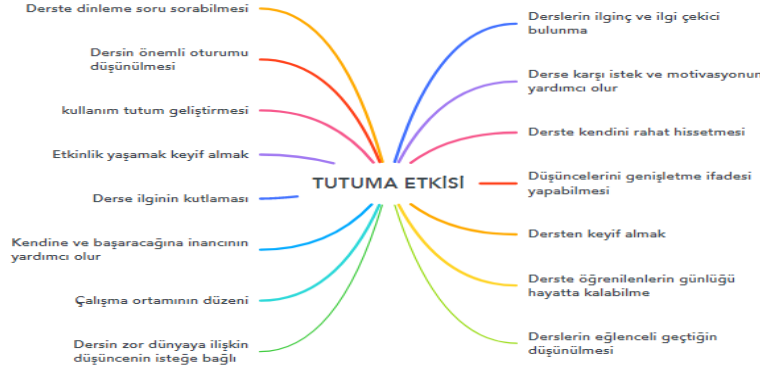 Derste dinleme soru sorabilmesi
Dersin önemli oturumu
düşünülmesi
kullanım tutum geliştirmesi
Etkinlik yaşamak keyif almak
Derse ilginin kutlaması
Kendine ve başaracağına inancının
yardımcı olur
Çalışma ortamının düzeni
Dersin zor dünyaya ilişkin
düşüncenin isteğe bağlı
TUTUMA ETKİSİ
Derslerin ilginç ve ilgi çekici
bulunma
Derse karşı istek ve motivasyonun
yardımcı olur
Derste kendini rahat hissetmesi
Düşüncelerini genişletme ifadesi
yapabilmesi
Dersten keyif almak
Derste öğrenilenlerin günlüğü
hayatta kalabilme
Derslerin eğlenceli geçtiğin
düşünülmesi